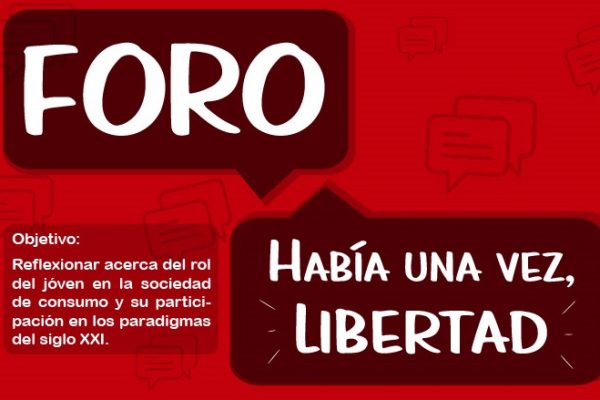 FORO
Objetivo:
Reflexionar acerca del rol
del jóven en la sociedad
de consumo y su partici-
pación en los paradigmas
del siglo XXI.
HABÍA UNA VEZ,
LIBERTAD